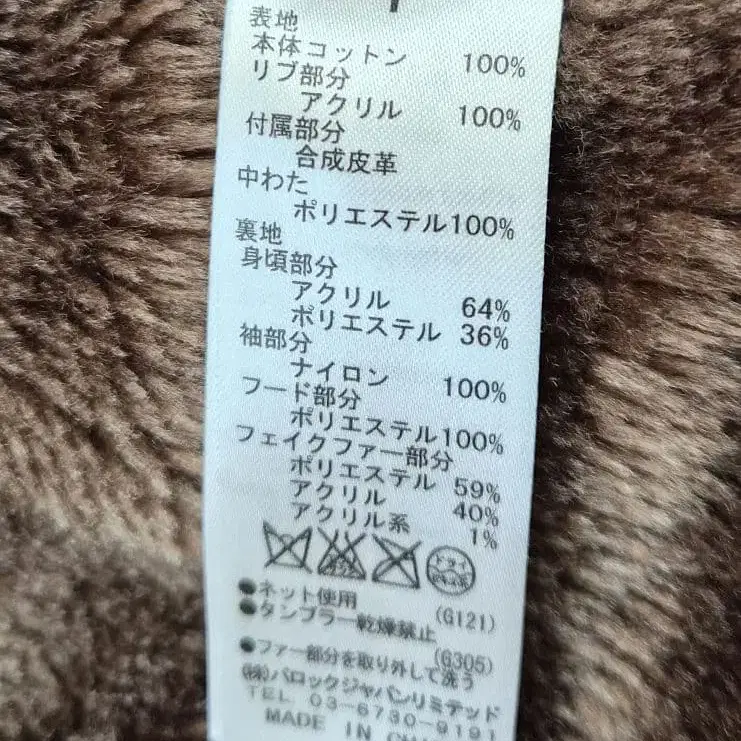 表地
本体コットン 100%
リブ部分
アクリル 100%
付属部分
合成皮革
中わた
ポリエステル100%
裏地
身頃部分
アクリル 64%
ポリエステル 36%
袖部分
ナイロン 100%
フード部分
ポリエステル100%
フェイクファー部分
ポリエステル 59%
アクリル 40%
アクリル系 1%
ドライ
●ネット使用 (G121)
●タンブラー乾燥禁止
(G305)
●ファー部分を取り外して洗う
(株)バロックジャパンリミテッド
TEL 03-6730-9191
MADE IN